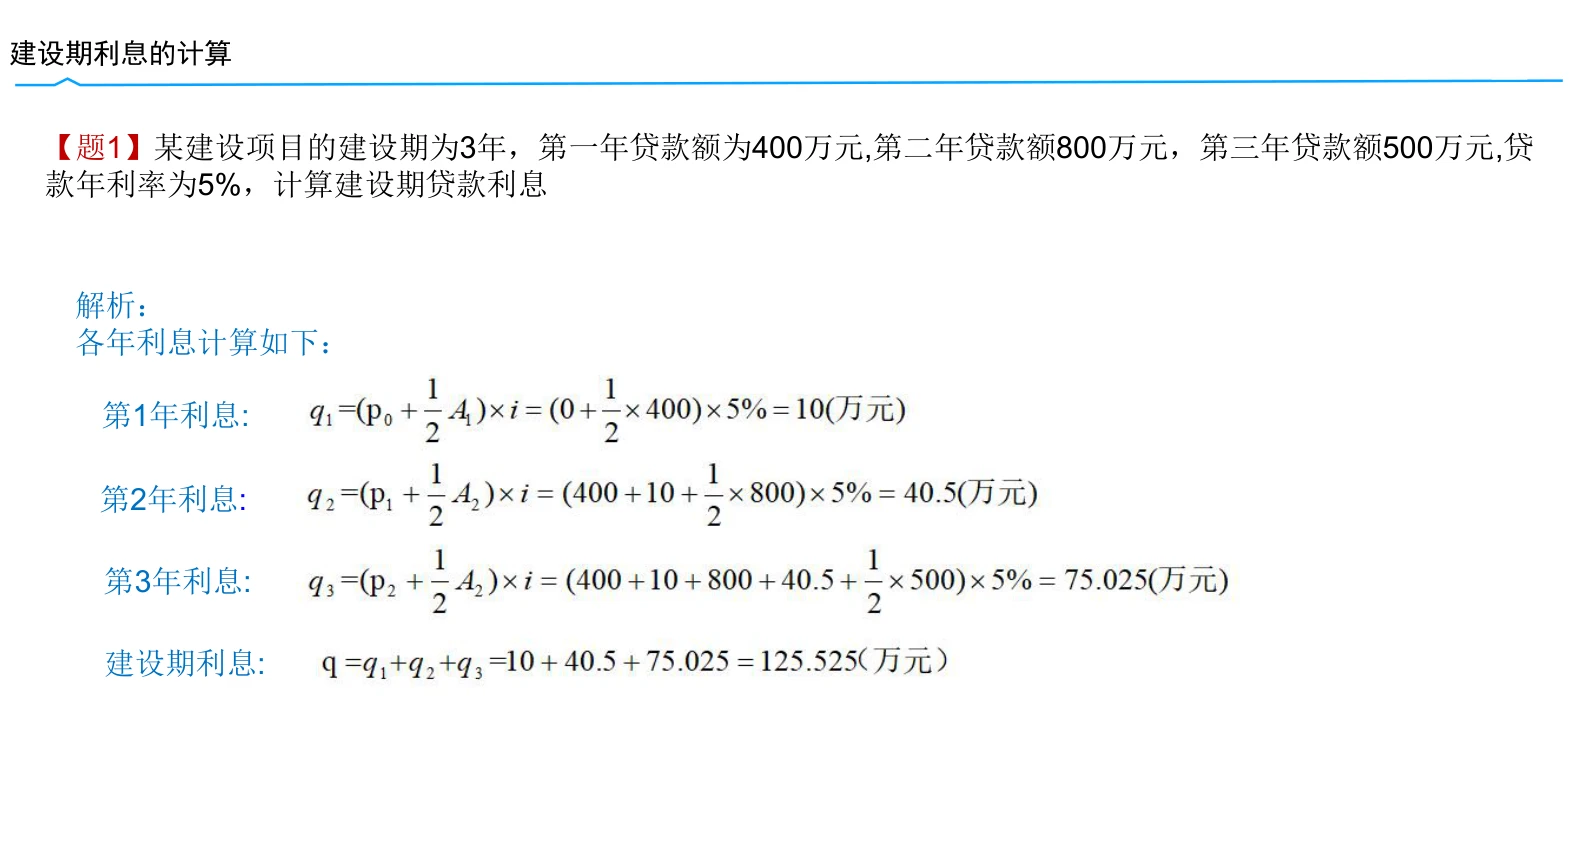 建设期利息的计算
【题1】某建设项目的建设期为3年，第一年贷款额为400万元,第二年贷款额800万元，第三年贷款额500万元,贷
款年利率为5%，计算建设期贷款利息
解析：
各年利息计算如下：
第1年利息: q₁=(p₀+1/2A₁)×i=(0+1/2×400)×5%=10(万元)
第2年利息: q₂=(p₁+1/2A₂)×i=(400+10+1/2×800)×5%=40.5(万元)
第3年利息: q₃=(p₂+1/2A₂)×i=(400+10+800+40.5+1/2×500)×5%=75.025(万元)
建设期利息: q=q₁+q₂+q₃=10+40.5+75.025=125.525（万元）